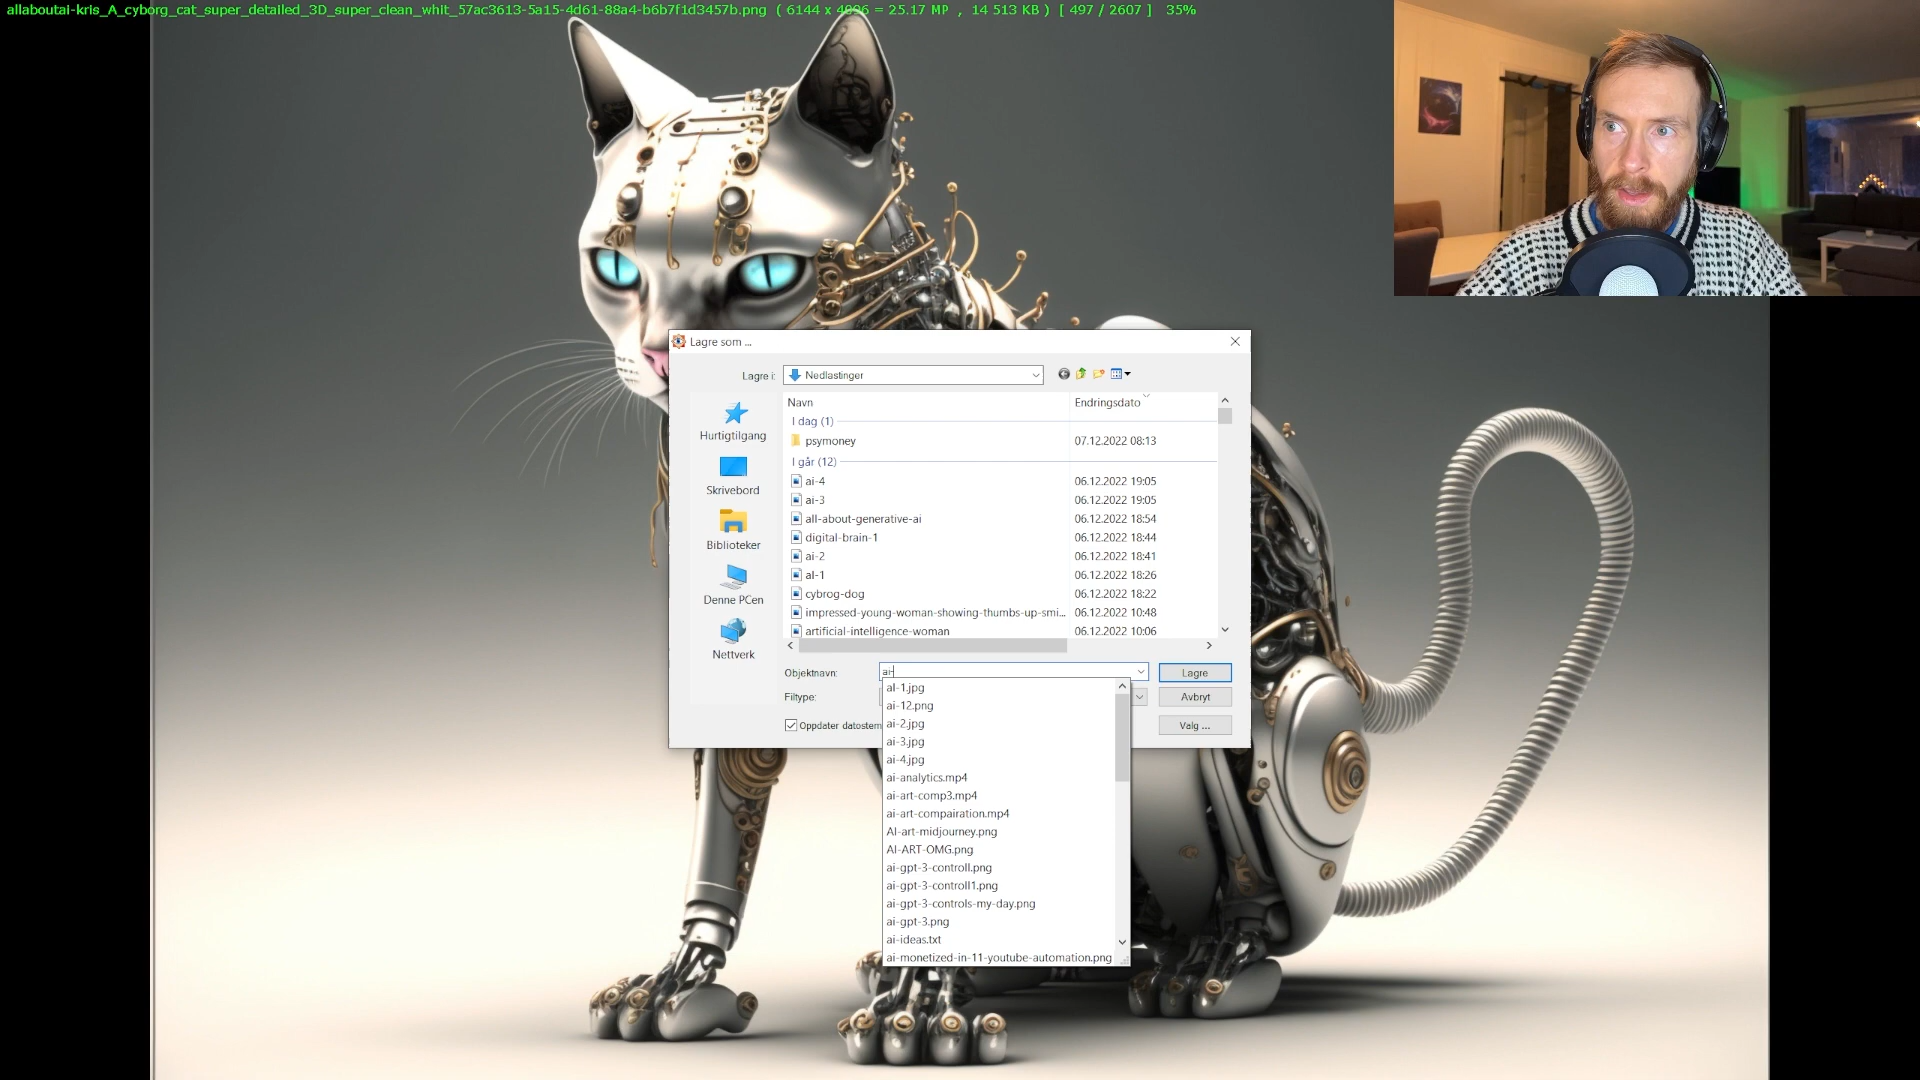 allaboutai-kris_A_cyborg_cat_super_detailed_3D_super_clean_whit_57ac3613-5a15-4d61-88a4-b6b7f1d3457b.png ( 6144 x 4096 = 25.17 MP , 14 513 KB ) [ 497 / 2607 ] 35%
Lagre som ...
Lagre i:
Nedlastinger
Navn
Endringsdato
I dag (1)
psymoney
07.12.2022 08:13
I går (12)
ai-4
06.12.2022 19:05
ai-3
06.12.2022 19:05
all-about-generative-ai
06.12.2022 18:54
digital-brain-1
06.12.2022 18:44
ai-2
06.12.2022 18:41
aI-1
06.12.2022 18:26
cybrog-dog
06.12.2022 18:22
impressed-young-woman-showing-thumbs-up-smi...
06.12.2022 10:48
artificial-intelligence-woman
06.12.2022 10:06
Hurtigtilgang
Skrivebord
Biblioteker
Denne PCen
Nettverk
Objektnavn:
ai-
Lagre
Filtype:
Avbryt
Oppdater datostem
Valg ...
aI-1.jpg
ai-12.png
ai-2.jpg
ai-3.jpg
ai-4.jpg
ai-analytics.mp4
ai-art-comp3.mp4
ai-art-compairation.mp4
AI-art-midjourney.png
AI-ART-OMG.png
ai-gpt-3-controll.png
ai-gpt-3-controll1.png
ai-gpt-3-controls-my-day.png
ai-gpt-3.png
ai-ideas.txt
ai-monetized-in-11-youtube-automation.png